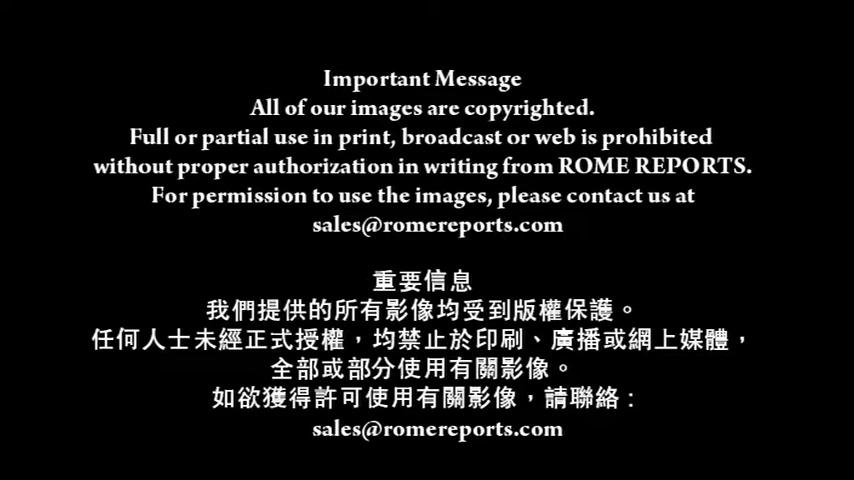 Important Message
All of our images are copyrighted.
Full or partial use in print, broadcast or web is prohibited
without proper authorization in writing from ROME REPORTS.
For permission to use the images, please contact us at
sales@romereports.com
重要信息
我們提供的所有影像均受到版權保護。
任何人士未經正式授權，均禁止於印刷、廣播或網上媒體，
全部或部分使用有關影像。
如欲獲得許可使用有關影像，請聯絡：
sales@romereports.com